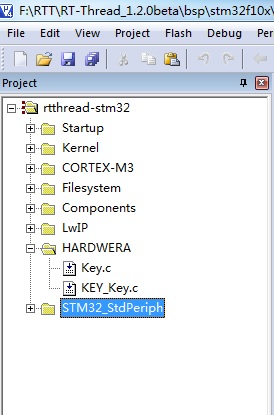 F:\RTT\RT-Thread_1.2.0beta\bsp\stm32f10x\
File Edit View Project Flash Debug Per
Project
rtthread-stm32
Startup
Kernel
CORTEX-M3
Filesystem
Components
LwIP
HARDWERA
Key.c
KEY_Key.c
STM32_StdPeriph